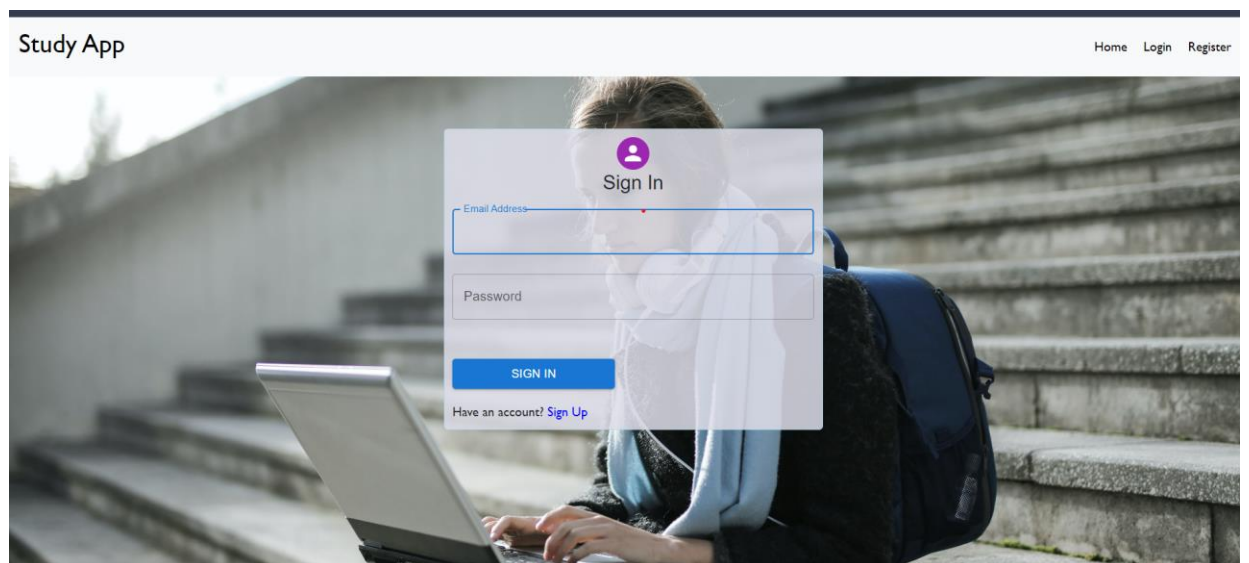 Study App
Home Login Register
Sign In
Email Address
Password
SIGN IN
Have an account? Sign Up